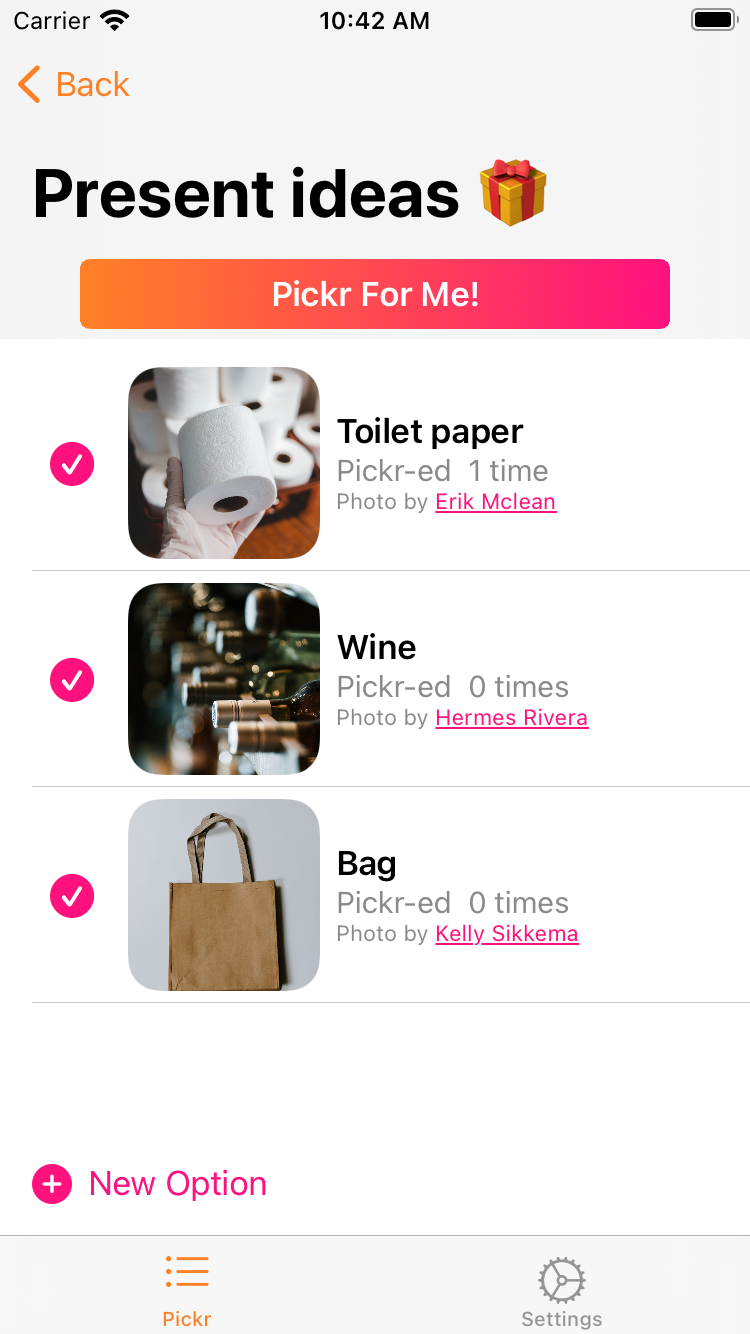 Carrier 10:42 AM
Back
Present ideas 🎁
Pickr For Me!
Toilet paper
Pickr-ed 1 time
Photo by Erik Mclean
Wine
Pickr-ed 0 times
Photo by Hermes Rivera
Bag
Pickr-ed 0 times
Photo by Kelly Sikkema
New Option
Pickr Settings